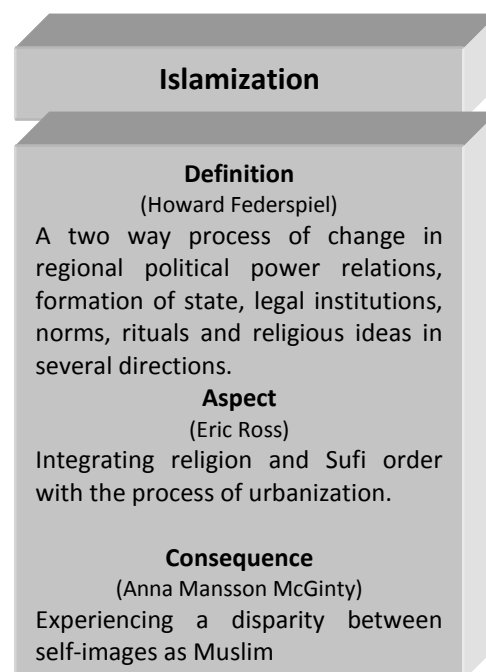 Islamization
Definition
(Howard Federspiel)
A two way process of change in
regional political power relations,
formation of state, legal institutions,
norms, rituals and religious ideas in
several directions.
Aspect
(Eric Ross)
Integrating religion and Sufi order
with the process of urbanization.
Consequence
(Anna Mansson McGinty)
Experiencing a disparity between
self-images as Muslim